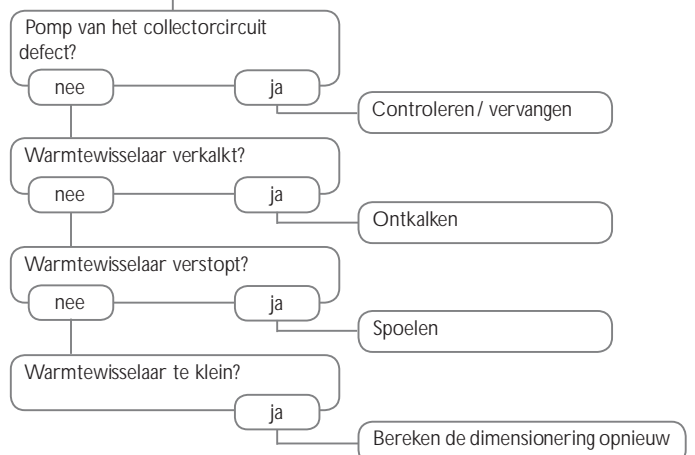 Pomp van het collectorcircuit
defect?
nee
ja
Controleren / vervangen
Warmtewisselaar verkalkt?
nee
ja
Ontkalken
Warmtewisselaar verstopt?
nee
ja
Spoelen
Warmtewisselaar te klein?
ja
Bereken de dimensionering opnieuw